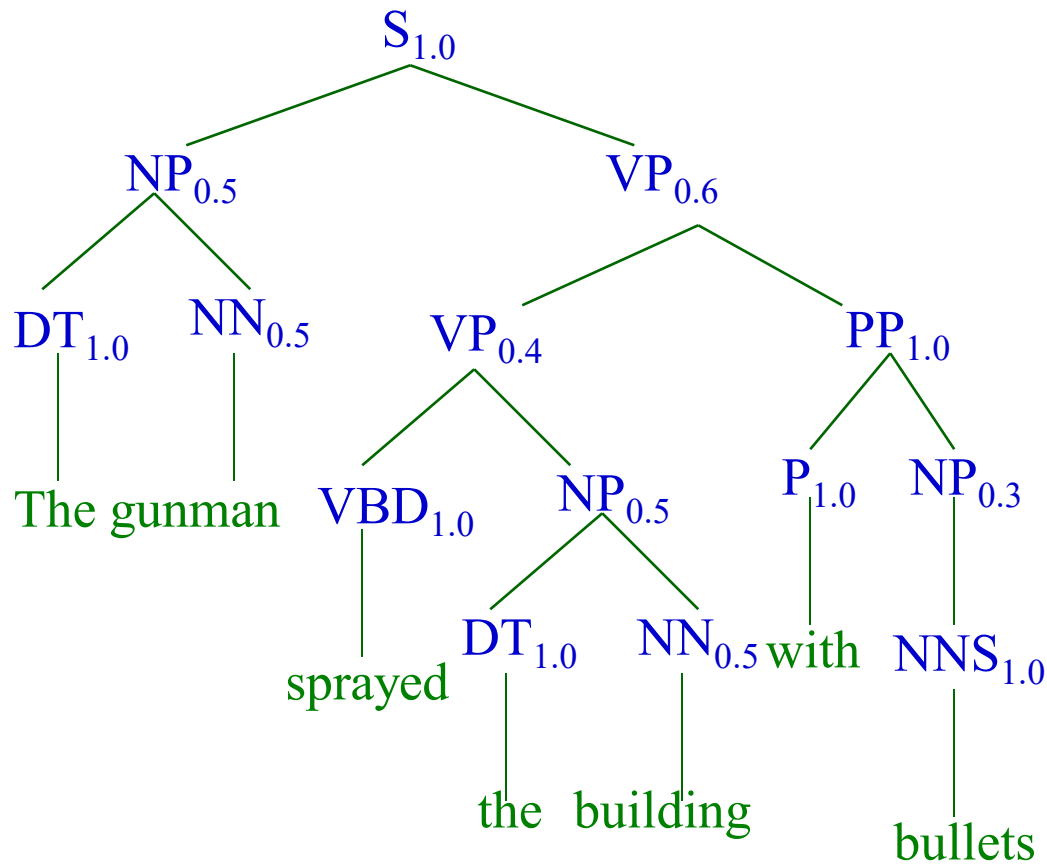 S1.0
NP0.5 VP0.6
DT1.0 NN0.5 VP0.4 PP1.0
The gunman VBD1.0 NP0.5 P1.0 NP0.3
sprayed DT1.0 NN0.5 with NNS1.0
the building bullets